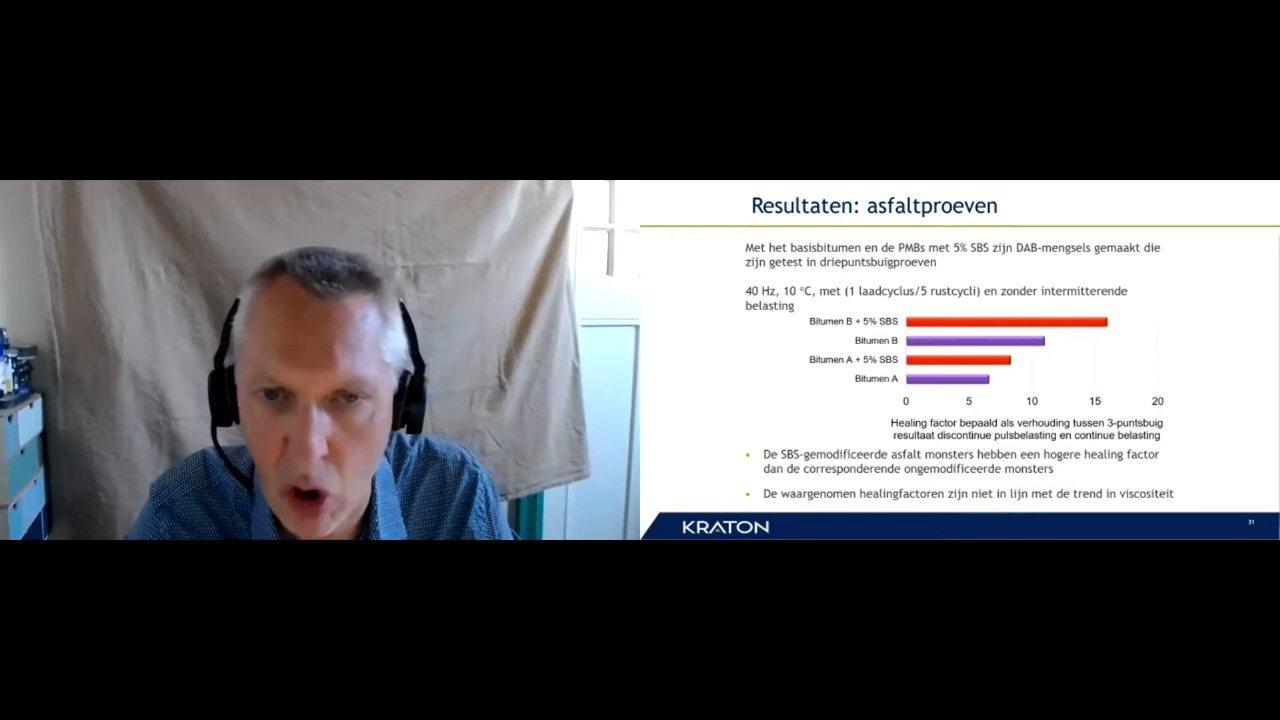 Resultaten: asfaltproeven
Met het basisbitumen en de PMBs met 5% SBS zijn DAB-mengsels gemaakt die
zijn getest in driepuntsbuigproeven
40 Hz, 10 °C, met (1 laadcyclus/5 rustcycli) en zonder intermitterende
belasting
Bitumen B + 5% SBS
Bitumen B
Bitumen A + 5% SBS
Bitumen A
0 5 10 15 20
Healing factor bepaald als verhouding tussen 3-puntsbuig
resultaat discontinue pulsbelasting en continue belasting
• De SBS-gemodificeerde asfalt monsters hebben een hogere healing factor
dan de corresponderende ongemodificeerde monsters
• De waargenomen healingfactoren zijn niet in lijn met de trend in viscositeit
KRATON
31